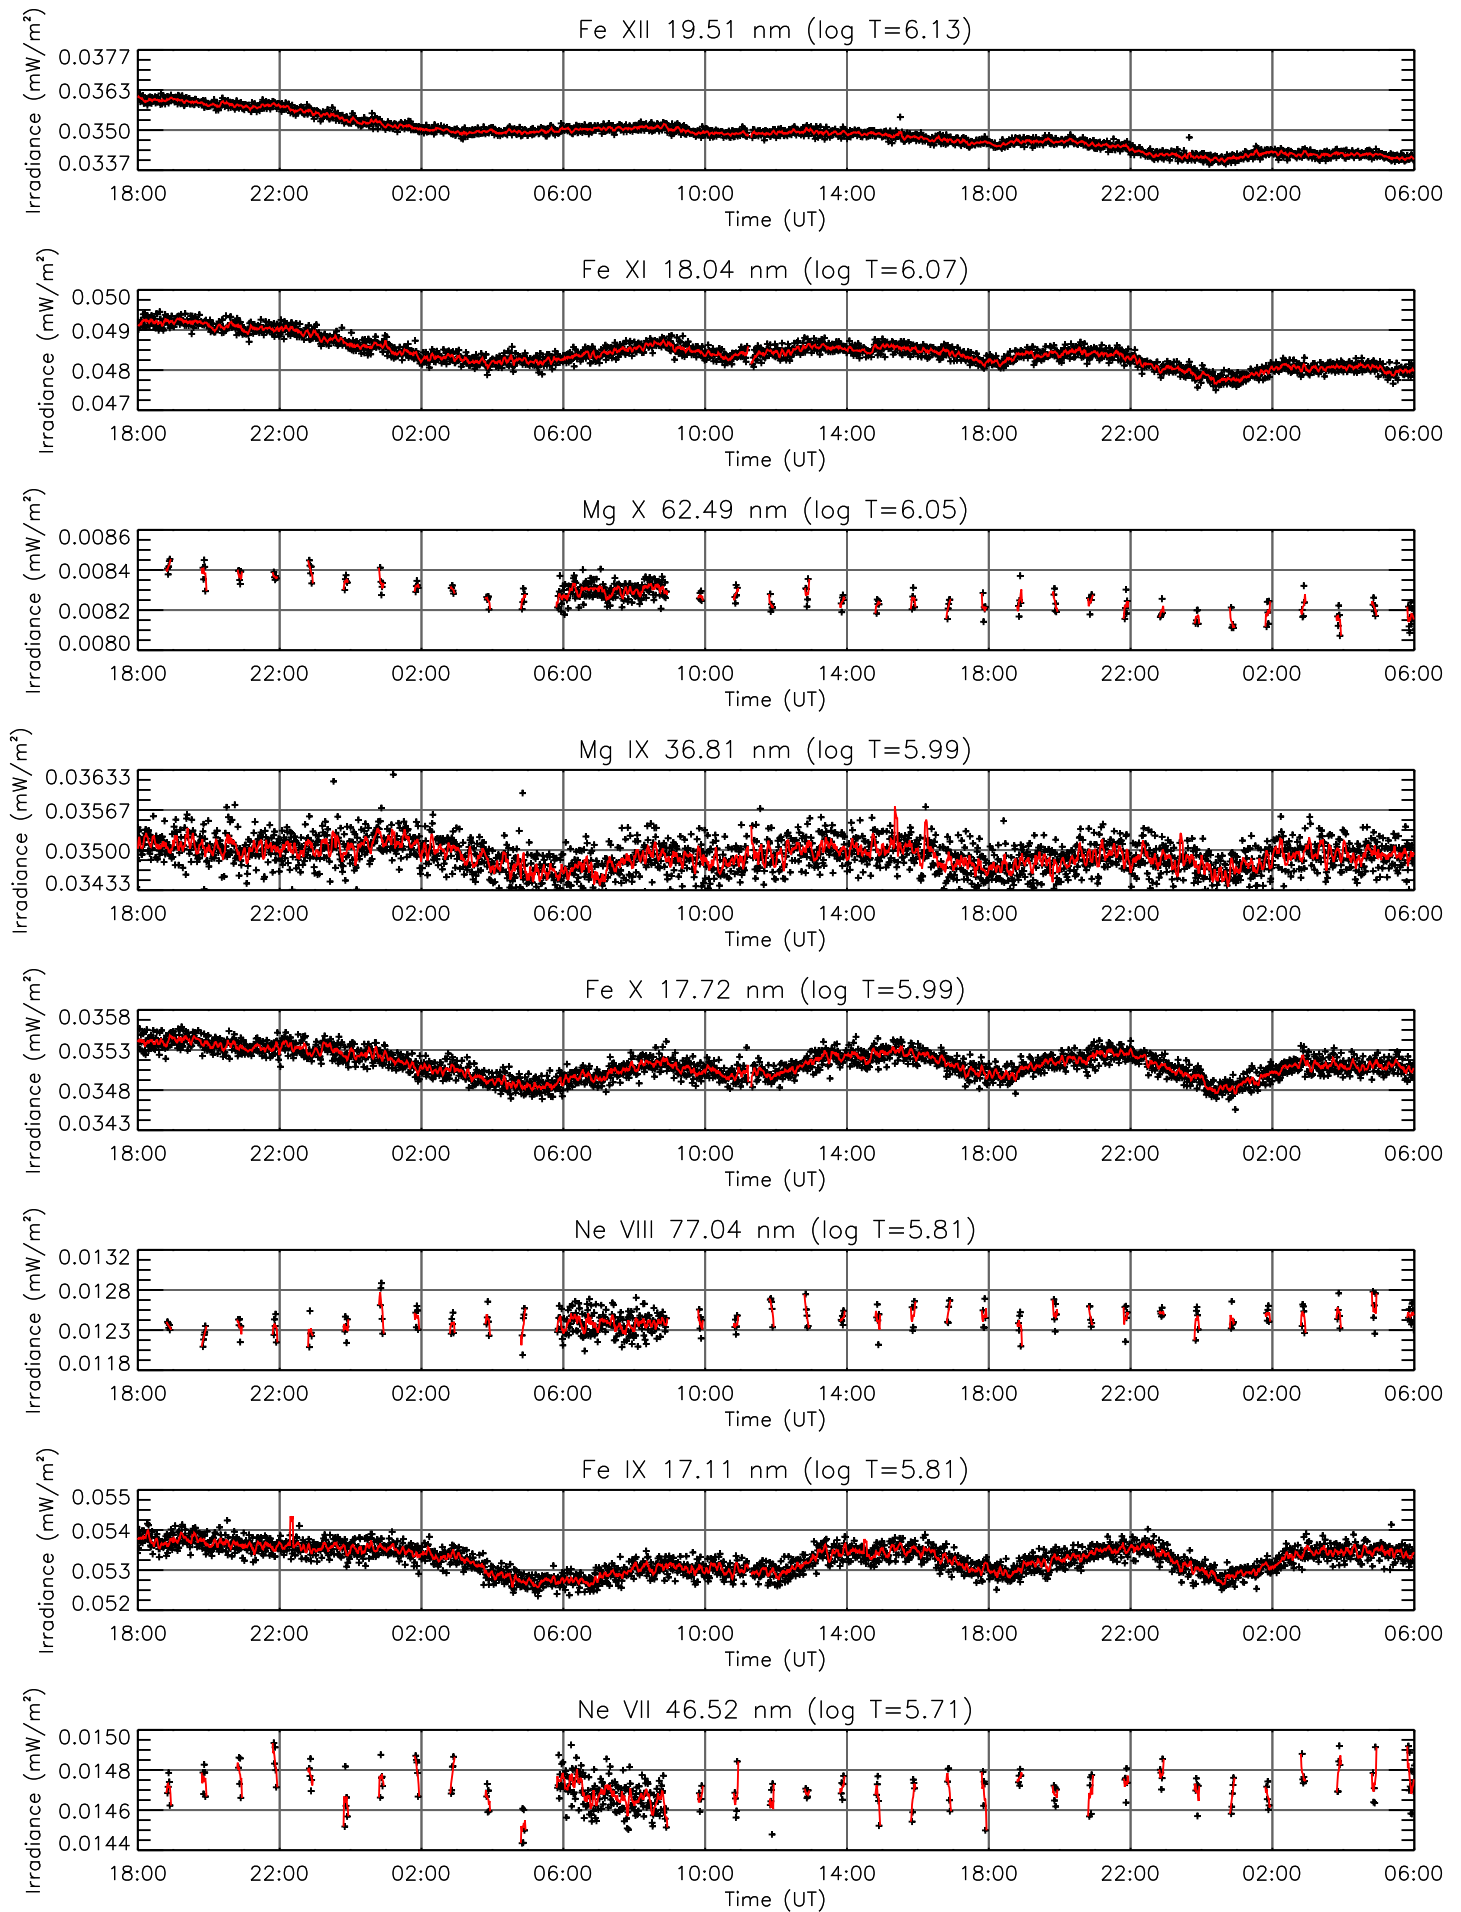 Fe XII 19.51 nm (log T=6.13)
Irradiance (mW/m²)
0.0377
0.0363
0.0350
0.0337
18:00 22:00 02:00 06:00 10:00 14:00 18:00 22:00 02:00 06:00
Time (UT)
Fe XI 18.04 nm (log T=6.07)
Irradiance (mW/m²)
0.050
0.049
0.048
0.047
18:00 22:00 02:00 06:00 10:00 14:00 18:00 22:00 02:00 06:00
Time (UT)
Mg X 62.49 nm (log T=6.05)
Irradiance (mW/m²)
0.0086
0.0084
0.0082
0.0080
18:00 22:00 02:00 06:00 10:00 14:00 18:00 22:00 02:00 06:00
Time (UT)
Mg IX 36.81 nm (log T=5.99)
Irradiance (mW/m²)
0.03633
0.03567
0.03500
0.03433
18:00 22:00 02:00 06:00 10:00 14:00 18:00 22:00 02:00 06:00
Time (UT)
Fe X 17.72 nm (log T=5.99)
Irradiance (mW/m²)
0.0358
0.0353
0.0348
0.0343
18:00 22:00 02:00 06:00 10:00 14:00 18:00 22:00 02:00 06:00
Time (UT)
Ne VIII 77.04 nm (log T=5.81)
Irradiance (mW/m²)
0.0132
0.0128
0.0123
0.0118
18:00 22:00 02:00 06:00 10:00 14:00 18:00 22:00 02:00 06:00
Time (UT)
Fe IX 17.11 nm (log T=5.81)
Irradiance (mW/m²)
0.055
0.054
0.053
0.052
18:00 22:00 02:00 06:00 10:00 14:00 18:00 22:00 02:00 06:00
Time (UT)
Ne VII 46.52 nm (log T=5.71)
Irradiance (mW/m²)
0.0150
0.0148
0.0146
0.0144
18:00 22:00 02:00 06:00 10:00 14:00 18:00 22:00 02:00 06:00
Time (UT)